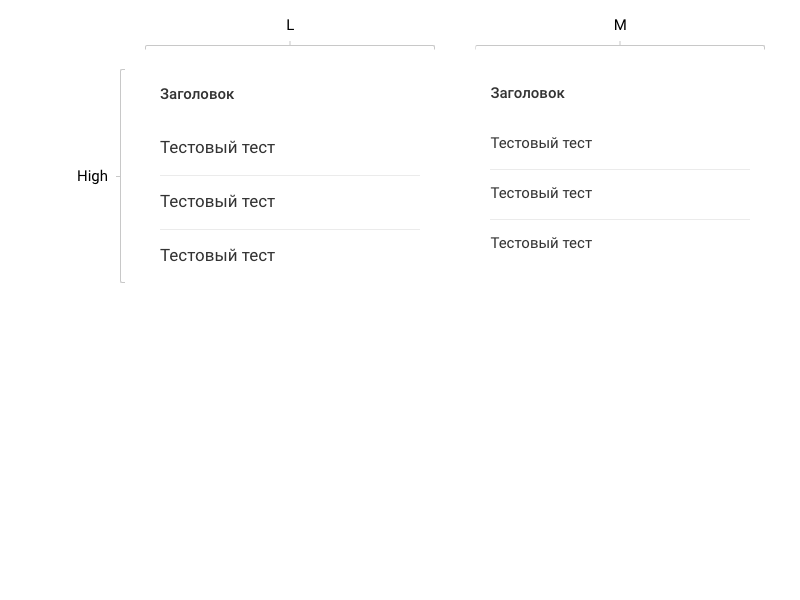 L
M
High
Заголовок
Тестовый тест
Тестовый тест
Тестовый тест
Заголовок
Тестовый тест
Тестовый тест
Тестовый тест